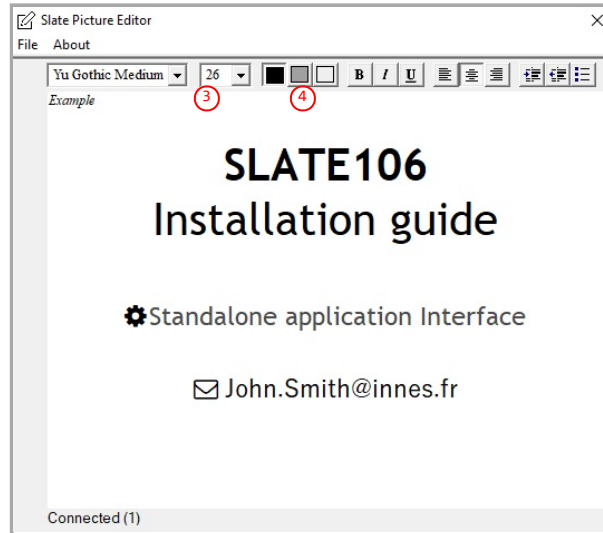 Slate Picture Editor
File About
Yu Gothic Medium 26 B I U
3 4
Example
SLATE106
Installation guide
Standalone application Interface
John.Smith@innes.fr
Connected (1)